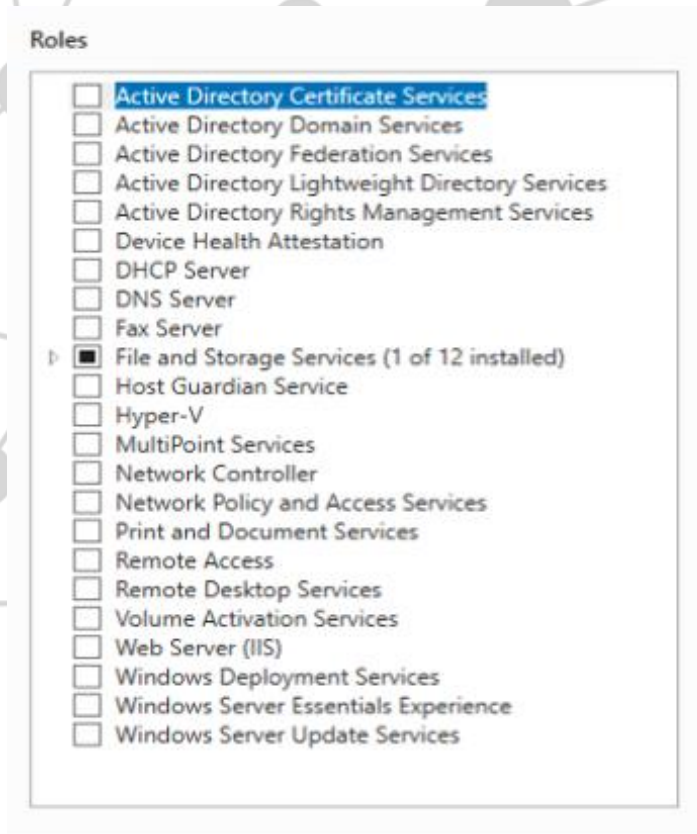 Roles
Active Directory Certificate Services
Active Directory Domain Services
Active Directory Federation Services
Active Directory Lightweight Directory Services
Active Directory Rights Management Services
Device Health Attestation
DHCP Server
DNS Server
Fax Server
File and Storage Services (1 of 12 installed)
Host Guardian Service
Hyper-V
MultiPoint Services
Network Controller
Network Policy and Access Services
Print and Document Services
Remote Access
Remote Desktop Services
Volume Activation Services
Web Server (IIS)
Windows Deployment Services
Windows Server Essentials Experience
Windows Server Update Services